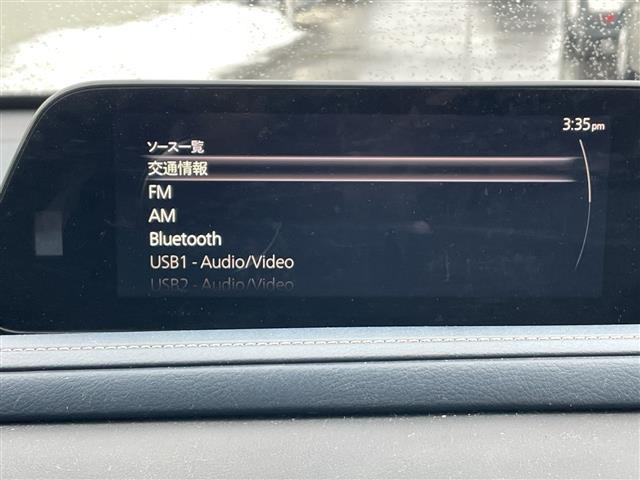 3:35pm
ソース一覧
交通情報
FM
AM
Bluetooth
USB1 - Audio/Video
USB2 - Audio/Video